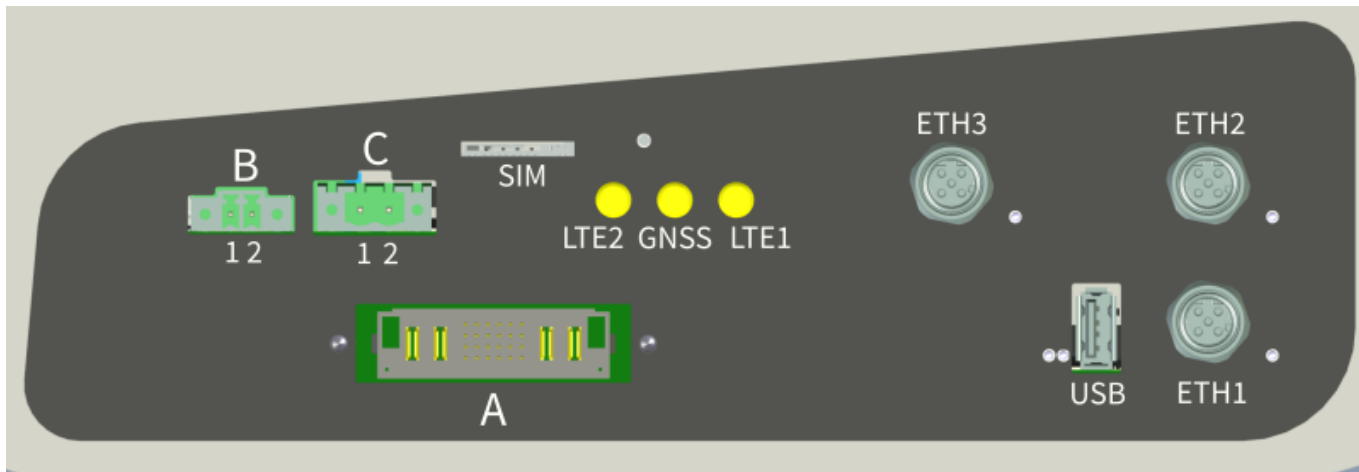 ETH3
ETH2
B
C
SIM
1 2
1 2
LTE2 GNSS LTE1
USB
ETH1
A